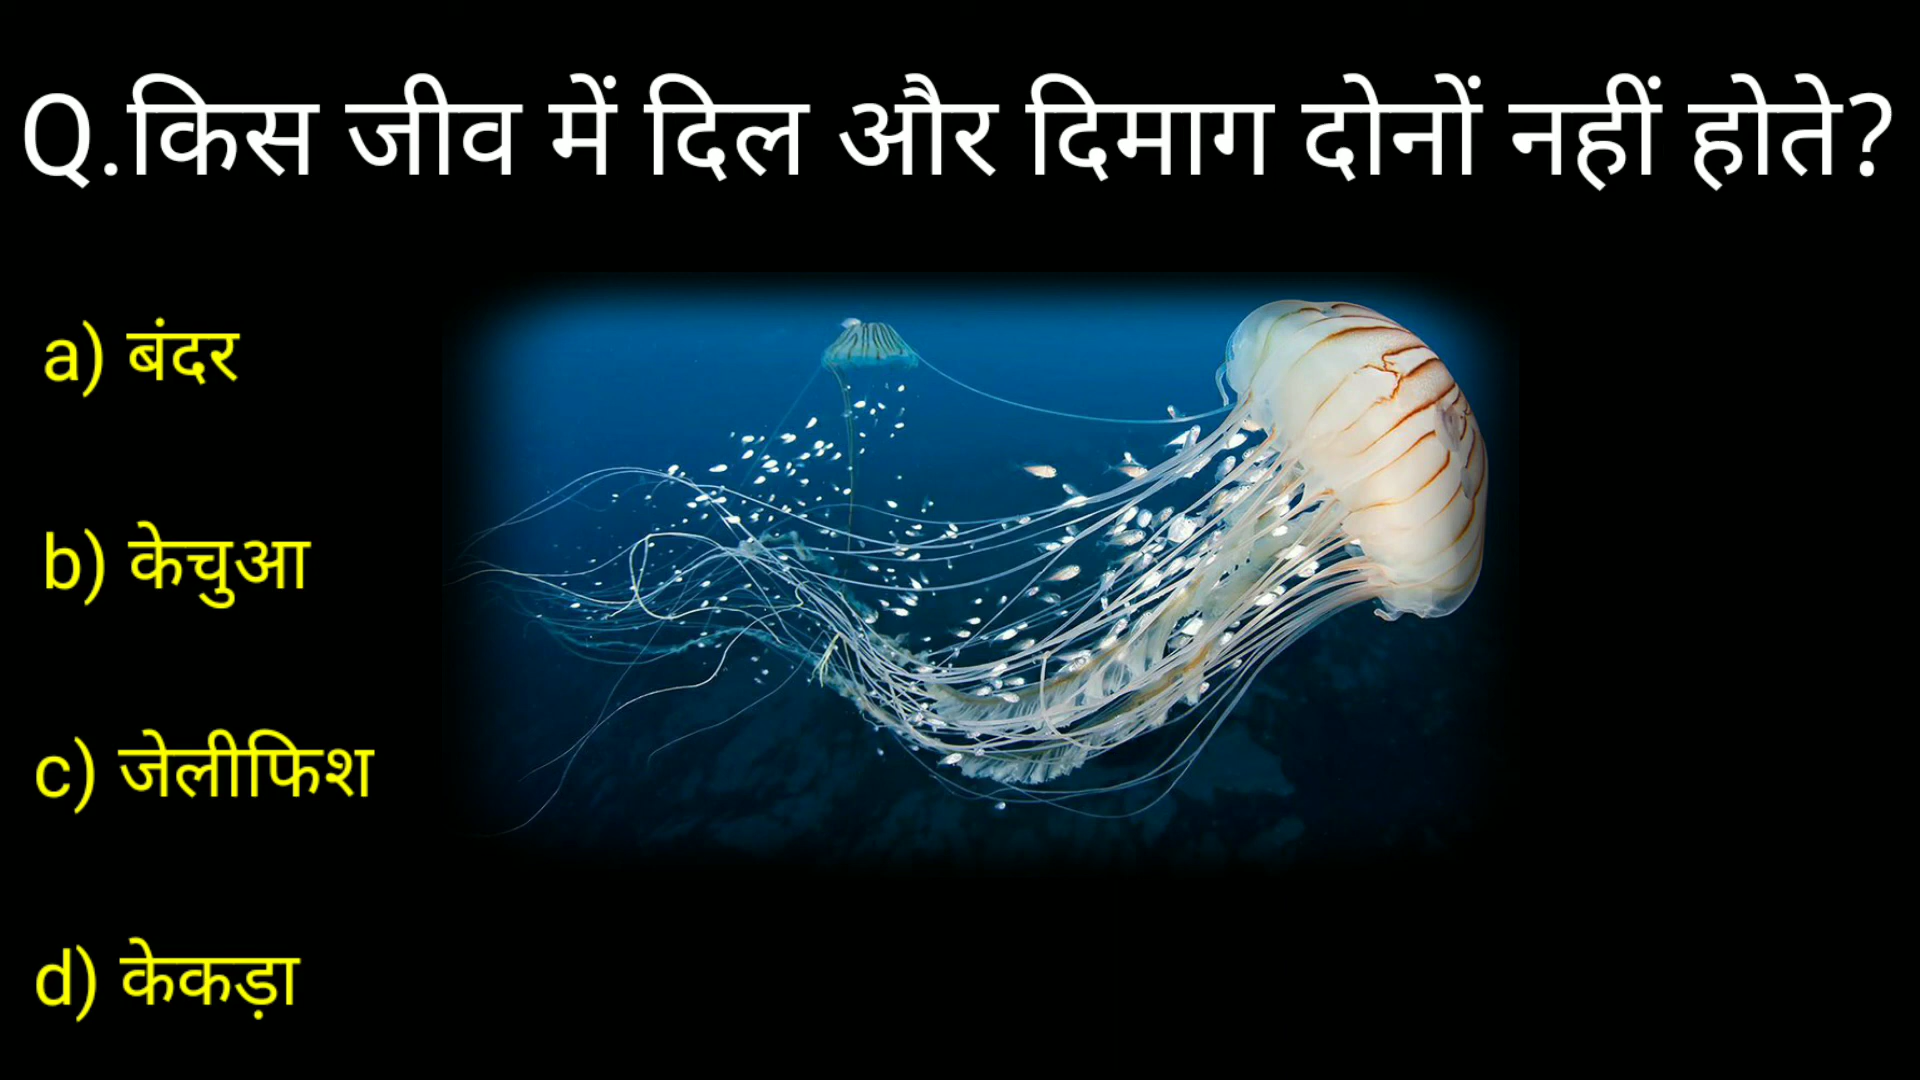 Q.किस जीव में दिल और दिमाग दोनों नहीं होते?
a) बंदर
b) केचुआ
c) जेलीफिश
d) केकड़ा